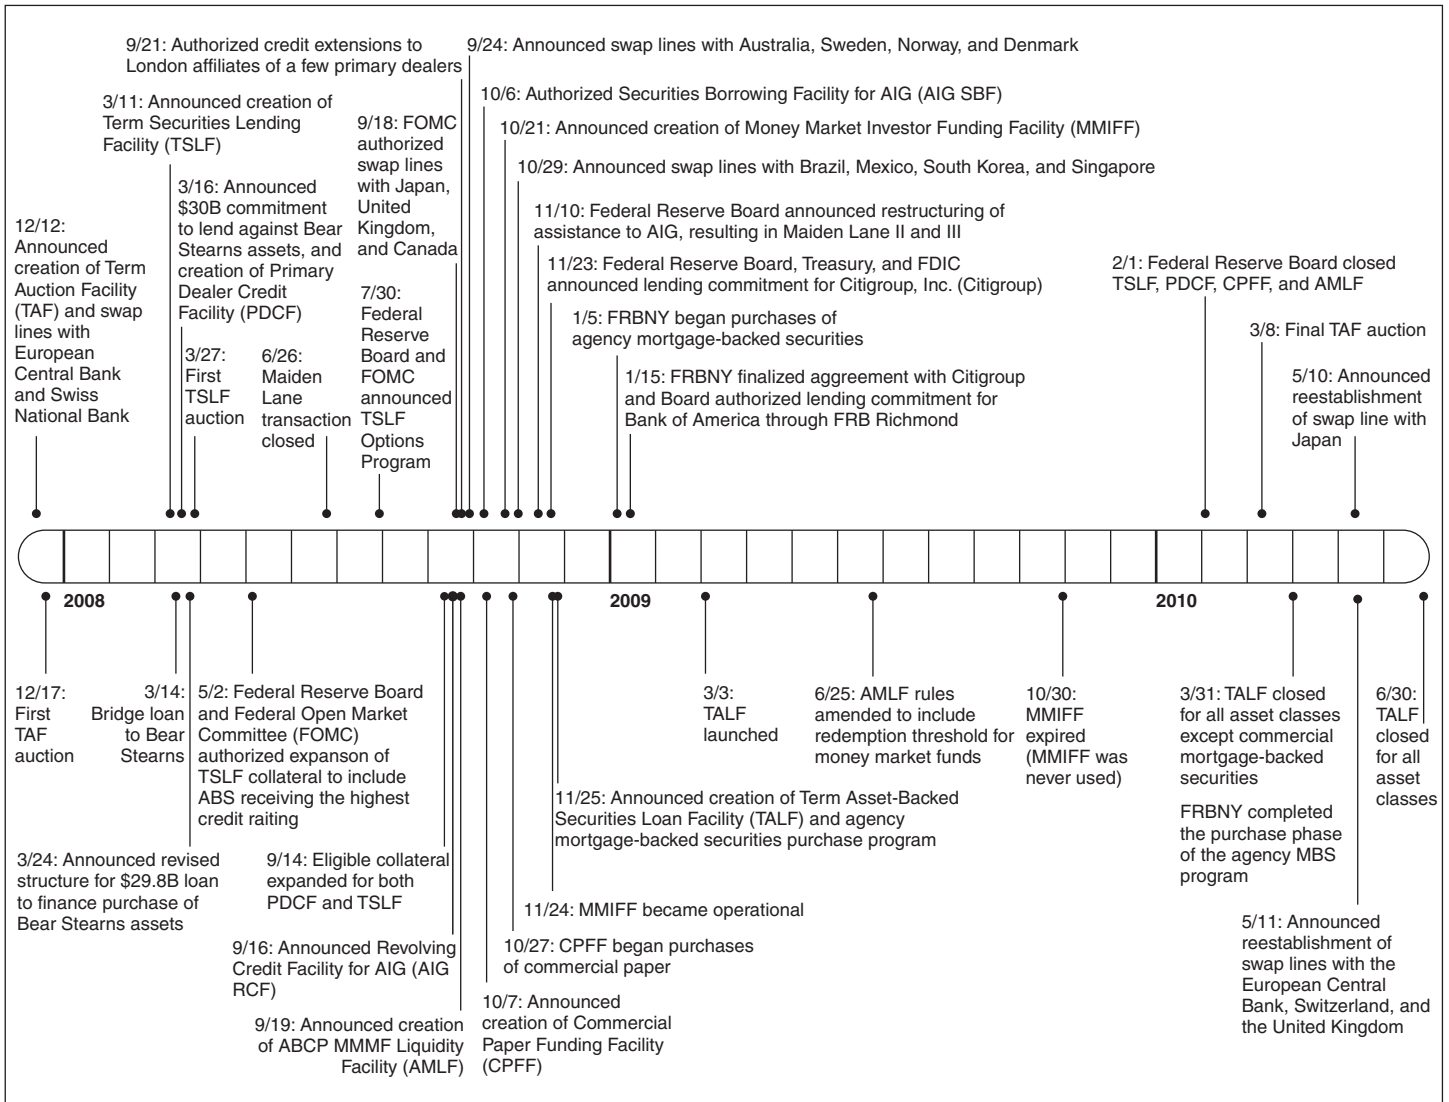 9/21: Authorized credit extensions to
London affiliates of a few primary dealers
9/24: Announced swap lines with Australia, Sweden, Norway, and Denmark
3/11: Announced creation of
Term Securities Lending
Facility (TSLF)
9/18: FOMC
authorized
swap lines
with Japan,
United
Kingdom,
and Canada
10/6: Authorized Securities Borrowing Facility for AIG (AIG SBF)
10/21: Announced creation of Money Market Investor Funding Facility (MMIFF)
10/29: Announced swap lines with Brazil, Mexico, South Korea, and Singapore
3/16: Announced
$30B commitment
to lend against Bear
Stearns assets, and
creation of Primary
Dealer Credit
Facility (PDCF)
12/12:
Announced
creation of Term
Auction Facility
(TAF) and swap
lines with
European
Central Bank
and Swiss
National Bank
11/10: Federal Reserve Board announced restructuring of
assistance to AIG, resulting in Maiden Lane II and III
11/23: Federal Reserve Board, Treasury, and FDIC
announced lending commitment for Citigroup, Inc. (Citigroup)
2/1: Federal Reserve Board closed
TSLF, PDCF, CPFF, and AMLF
7/30:
Federal
Reserve
Board and
FOMC
announced
TSLF
Options
Program
1/5: FRBNY began purchases of
agency mortgage-backed securities
3/8: Final TAF auction
3/27:
First
TSLF
auction
6/26:
Maiden
Lane
transaction
closed
1/15: FRBNY finalized aggreement with Citigroup
and Board authorized lending commitment for
Bank of America through FRB Richmond
5/10: Announced
reestablishment
of swap line with
Japan
2008
2009
2010
12/17:
First
TAF
auction
3/14:
Bridge loan
to Bear
Stearns
5/2: Federal Reserve Board
and Federal Open Market
Committee (FOMC)
authorized expansion of
TSLF collateral to include
ABS receiving the highest
credit raiting
3/3:
TALF
launched
6/25: AMLF rules
amended to include
redemption threshold for
money market funds
10/30:
MMIFF
expired
(MMIFF was
never used)
3/31: TALF closed
for all asset classes
except commercial
mortgage-backed
securities
FRBNY completed
the purchase phase
of the agency MBS
program
6/30:
TALF
closed
for all
asset
classes
11/25: Announced creation of Term Asset-Backed
Securities Loan Facility (TALF) and agency
mortgage-backed securities purchase program
3/24: Announced revised
structure for $29.8B loan
to finance purchase of
Bear Stearns assets
9/14: Eligible collateral
expanded for both
PDCF and TSLF
11/24: MMIFF became operational
9/16: Announced Revolving
Credit Facility for AIG (AIG
RCF)
10/27: CPFF began purchases
of commercial paper
5/11: Announced
reestablishment of
swap lines with the
European Central
Bank, Switzerland, and
the United Kingdom
9/19: Announced creation
of ABCP MMMF Liquidity
Facility (AMLF)
10/7: Announced
creation of Commercial
Paper Funding Facility
(CPFF)